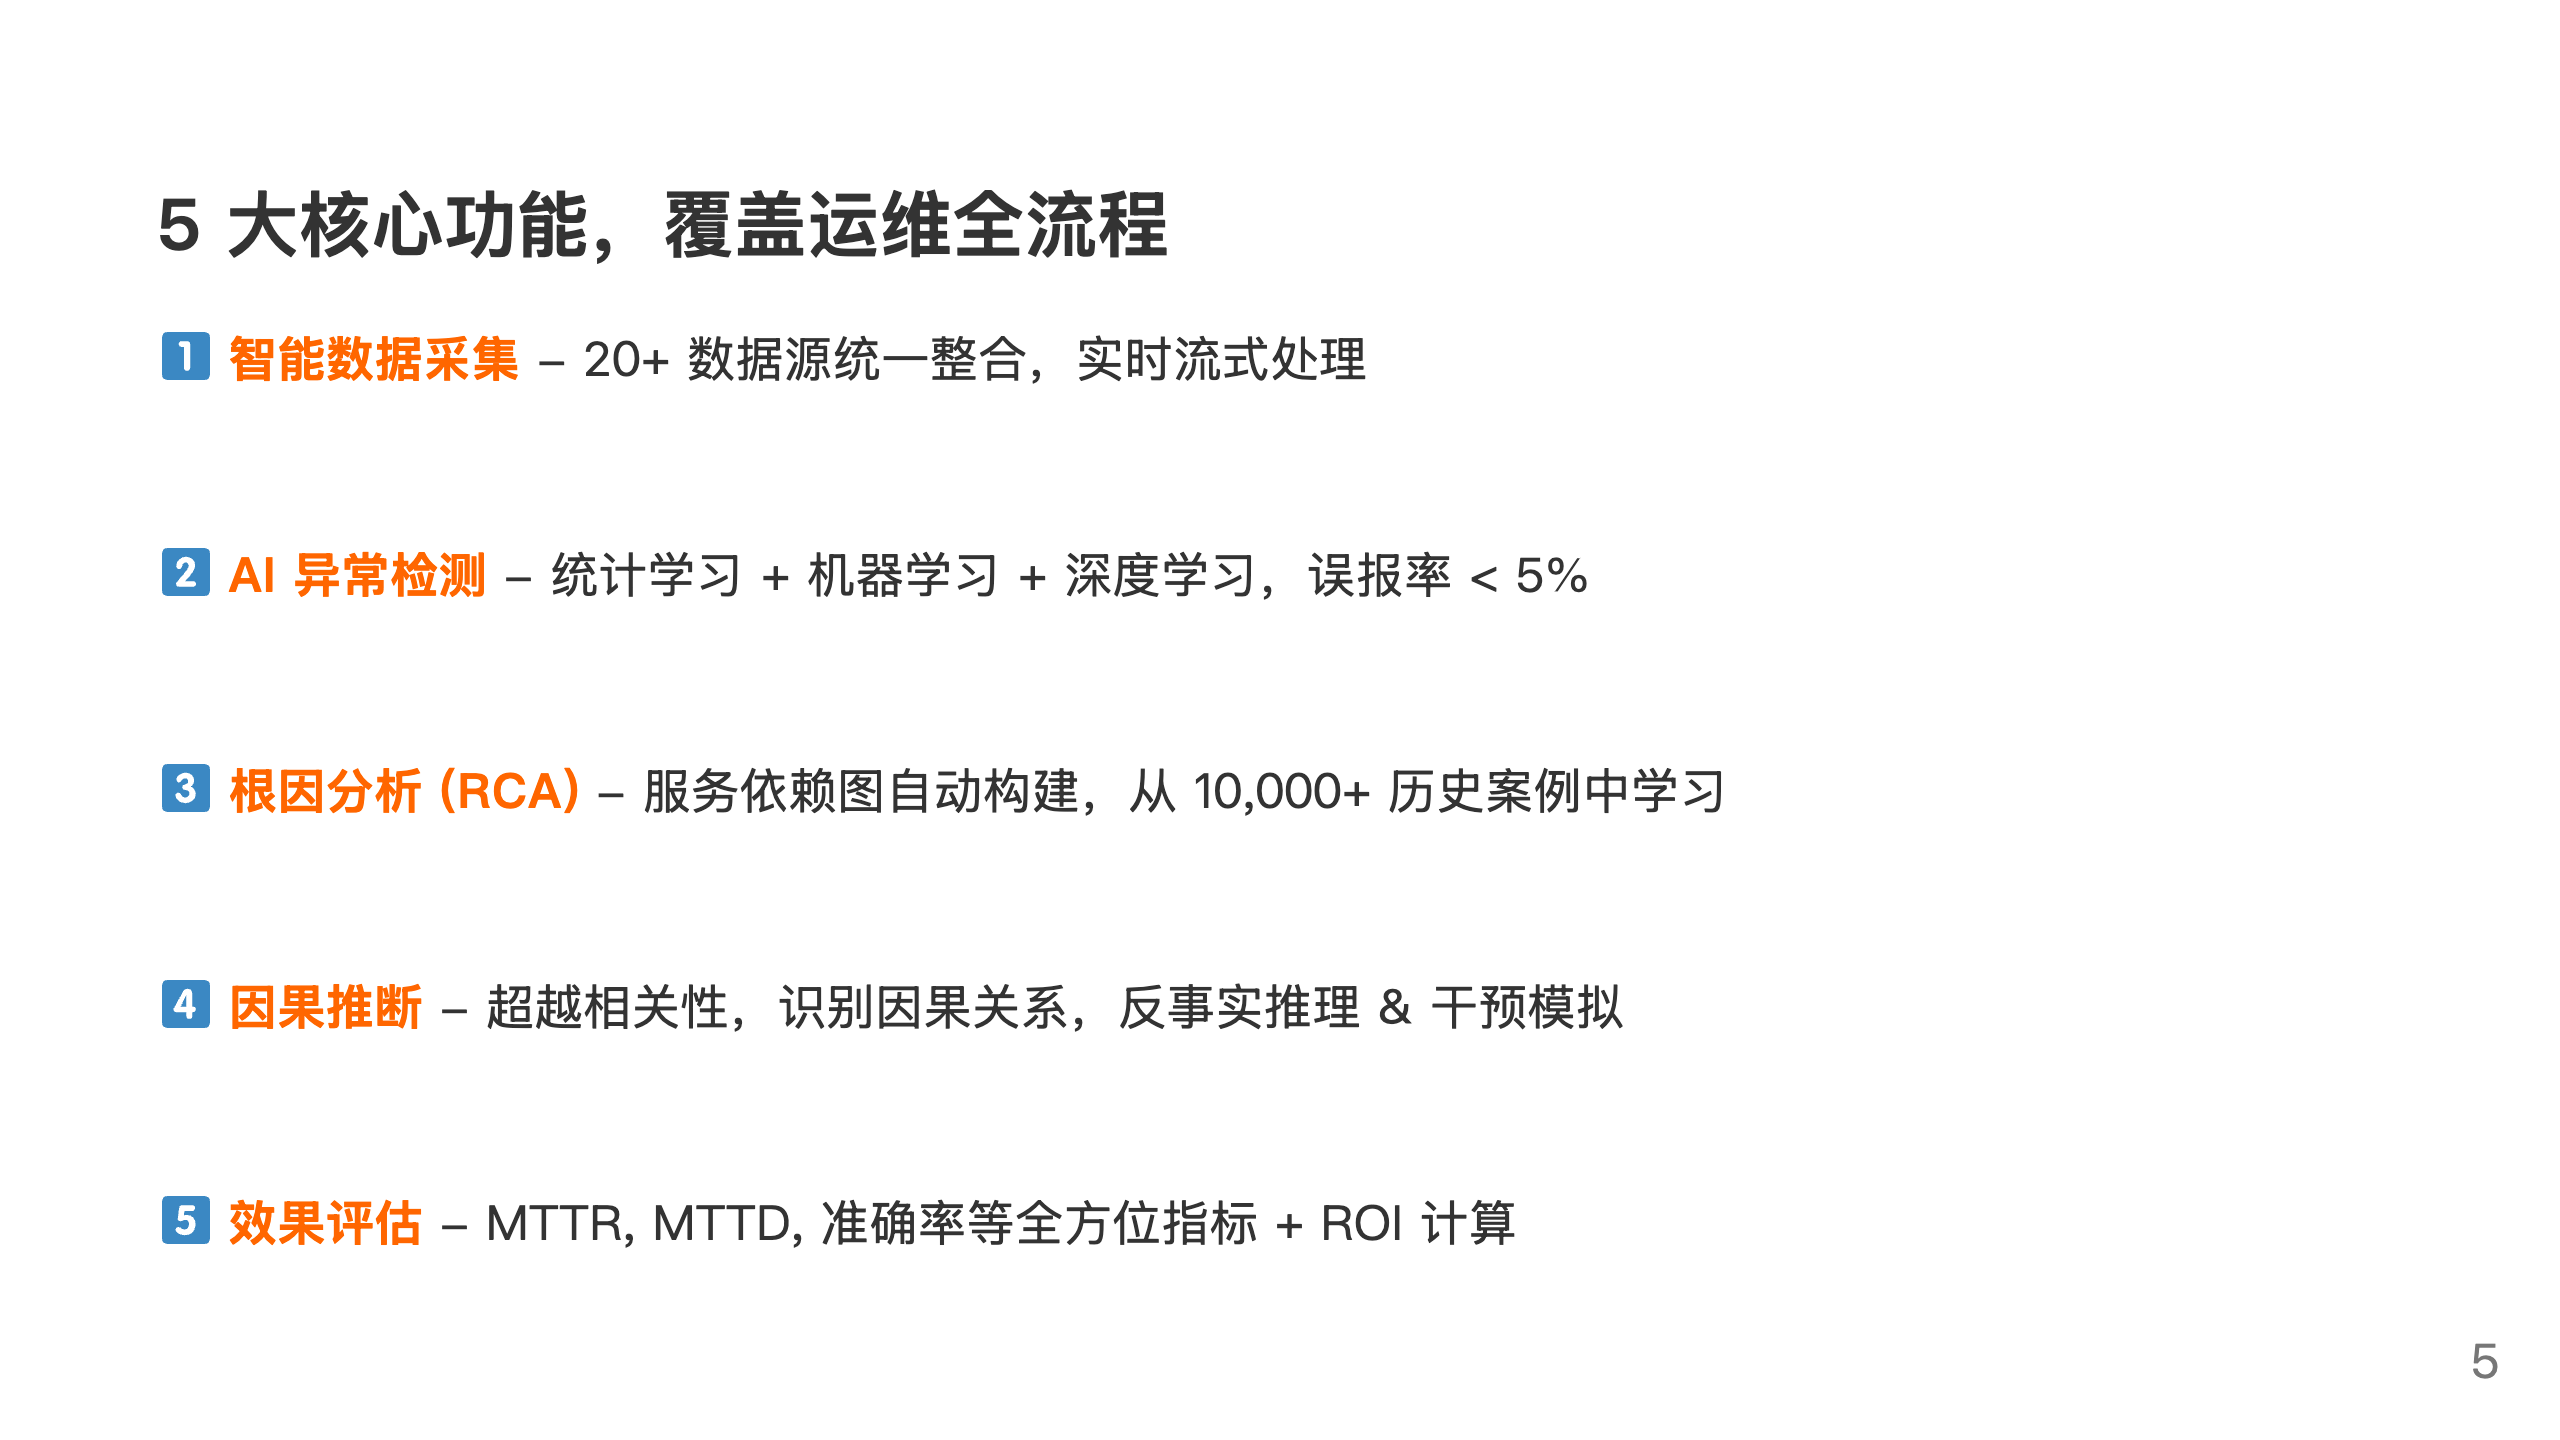 5 大核心功能，覆盖运维全流程
1 智能数据采集 – 20+ 数据源统一整合，实时流式处理
2 AI 异常检测 – 统计学习 + 机器学习 + 深度学习，误报率 < 5%
3 根因分析 (RCA) – 服务依赖图自动构建，从 10,000+ 历史案例中学习
4 因果推断 – 超越相关性，识别因果关系，反事实推理 & 干预模拟
5 效果评估 – MTTR, MTTD, 准确率等全方位指标 + ROI 计算
5